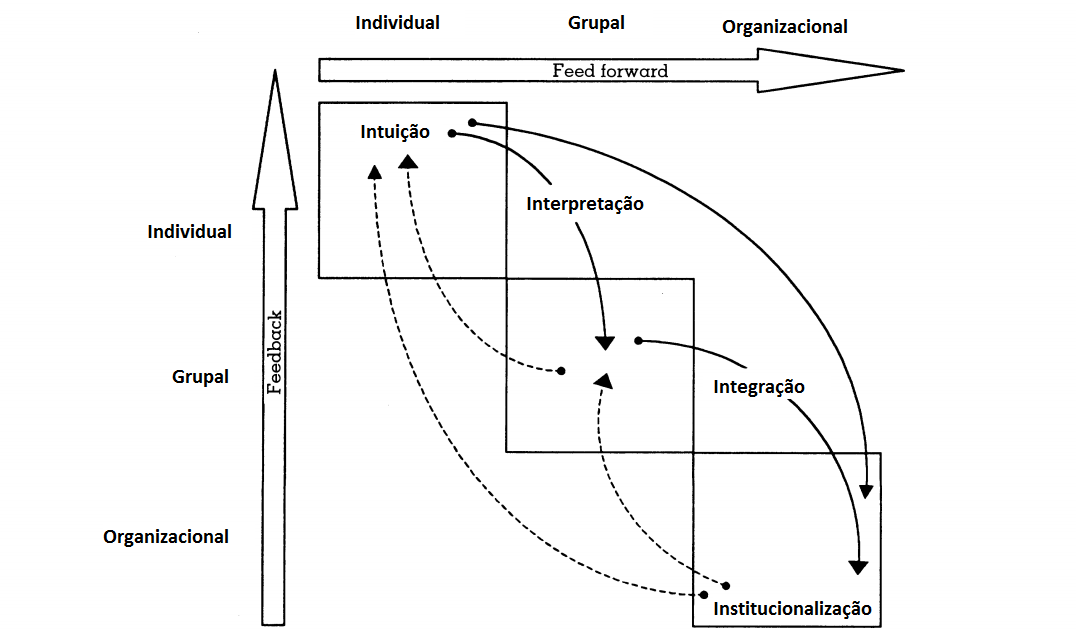 Individual
Grupal
Organizacional
Feed forward
Intuição
Interpretação
Individual
Feedback
Grupal
Integração
Organizacional
Institucionalização